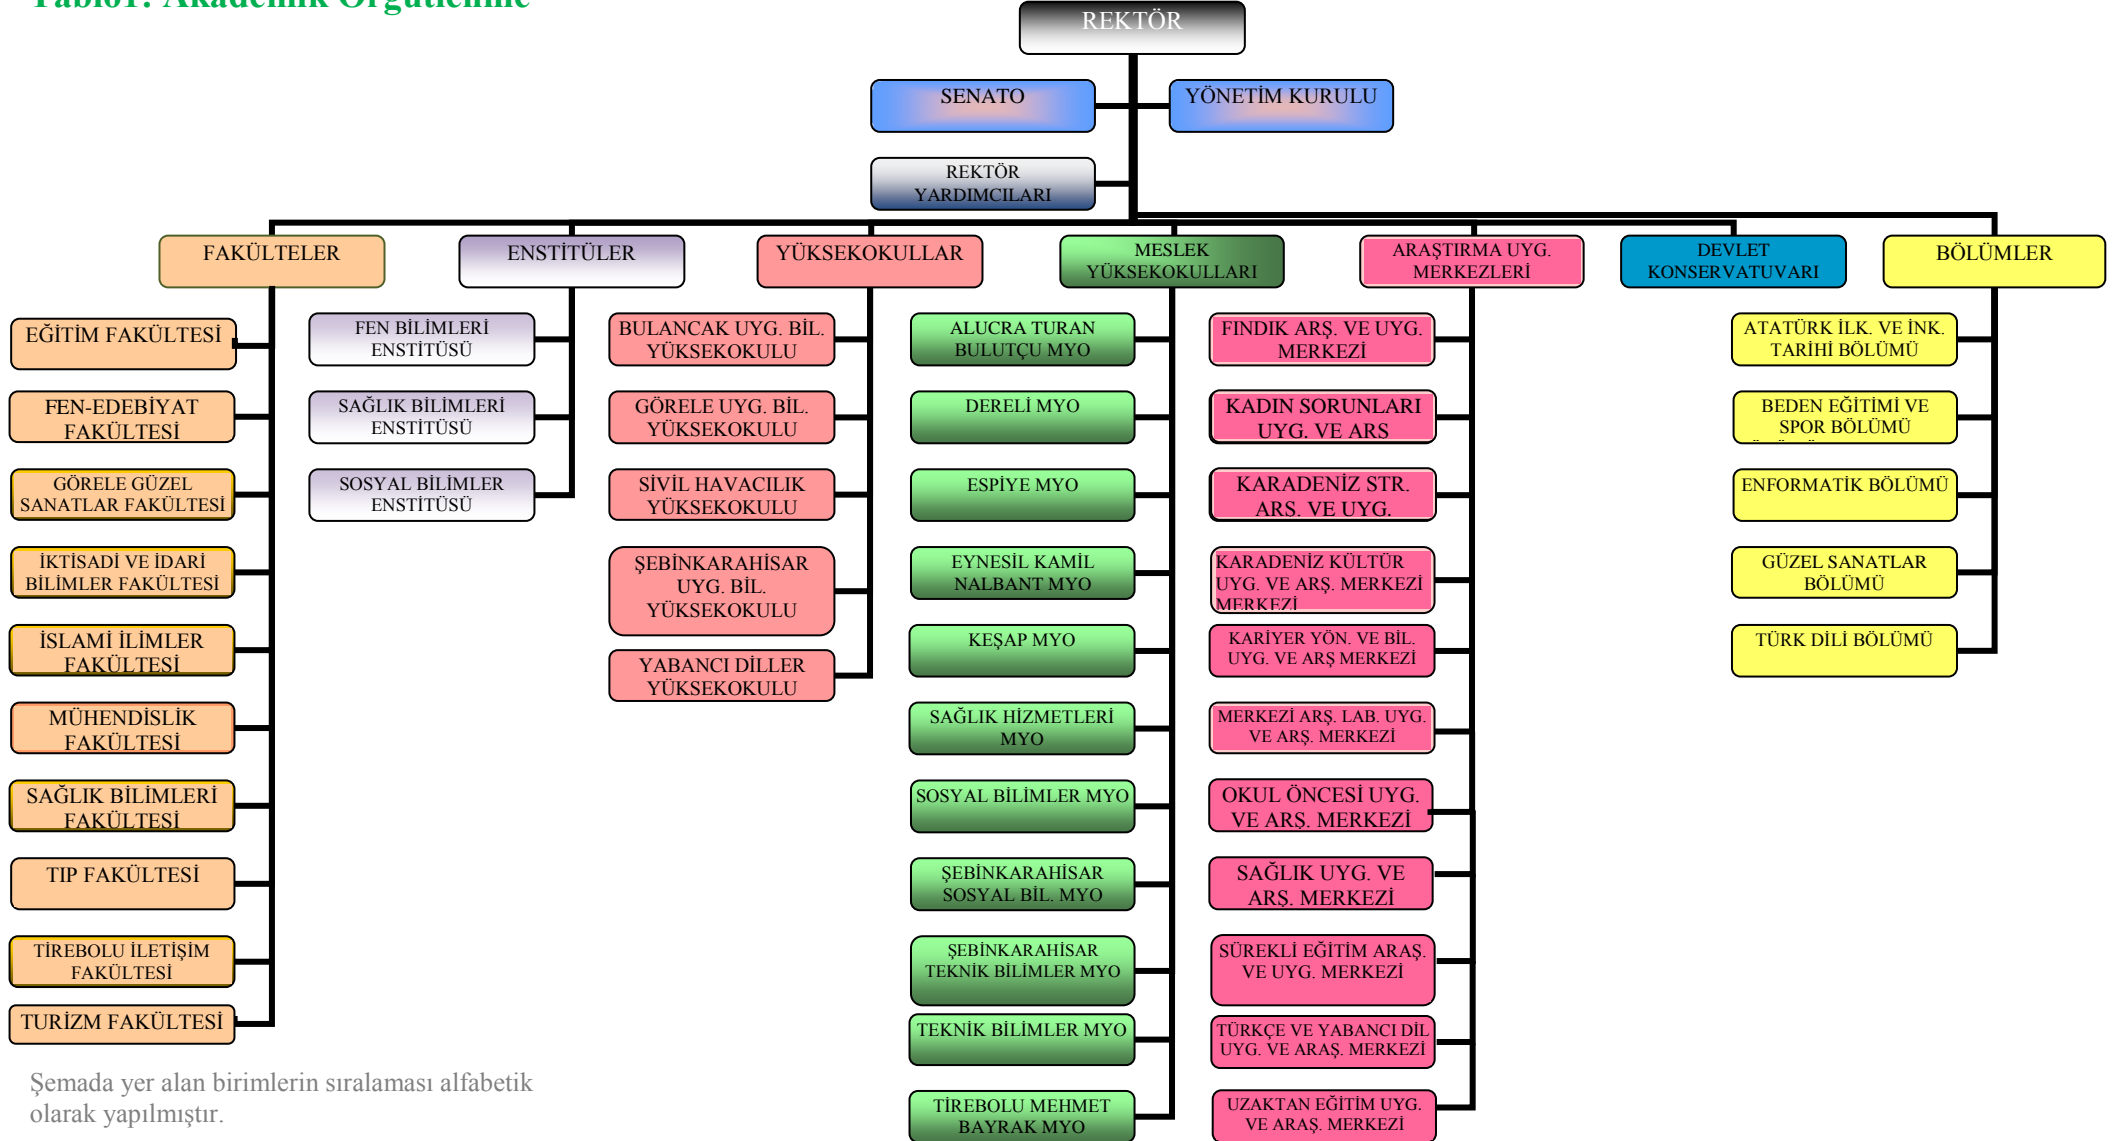 Tablo1: Akademik Örgütlenme
REKTÖR
SENATO
YÖNETİM KURULU
REKTÖR
YARDIMCILARI
FAKÜLTELER
EĞİTİM FAKÜLTESİ
FEN-EDEBİYAT
FAKÜLTESİ
GÖRELE GÜZEL
SANATLAR FAKÜLTESİ
İKTİSADİ VE İDARİ
BİLİMLER FAKÜLTESİ
İSLAMİ İLİMLER
FAKÜLTESİ
MÜHENDİSLİK
FAKÜLTESİ
SAĞLIK BİLİMLERİ
FAKÜLTESİ
TIP FAKÜLTESİ
TİREBOLU İLETİŞİM
FAKÜLTESİ
TURİZM FAKÜLTESİ
ENSTİTÜLER
FEN BİLİMLERİ
ENSTİTÜSÜ
SAĞLIK BİLİMLERİ
ENSTİTÜSÜ
SOSYAL BİLİMLER
ENSTİTÜSÜ
YÜKSEKOKULLAR
BULANCAK UYG. BİL.
YÜKSEKOKULU
GÖRELE UYG. BİL.
YÜKSEKOKULU
SİVİL HAVACILIK
YÜKSEKOKULU
ŞEBİNKARAHİSAR
UYG. BİL.
YÜKSEKOKULU
YABANCI DİLLER
YÜKSEKOKULU
MESLEK
YÜKSEKOKULLARI
ALUCRA TURAN
BULUTÇU MYO
DERELİ MYO
ESPİYE MYO
EYNESİL KAMİL
NALBANT MYO
KEŞAP MYO
SAĞLIK HİZMETLERİ
MYO
SOSYAL BİLİMLER MYO
ŞEBİNKARAHİSAR
SOSYAL BİL. MYO
ŞEBİNKARAHİSAR
TEKNİK BİLİMLER MYO
TEKNİK BİLİMLER MYO
TİREBOLU MEHMET
BAYRAK MYO
ARAŞTIRMA UYG.
MERKEZLERİ
FINDIK ARŞ. VE UYG.
MERKEZİ
KADIN SORUNLARI
UYG. VE ARS
KARADENİZ STR.
ARS. VE UYG.
KARADENİZ KÜLTÜR
UYG. VE ARŞ. MERKEZİ
MERKEZİ
KARİYER YÖN. VE BİL.
UYG. VE ARŞ MERKEZİ
MERKEZİ ARŞ. LAB. UYG.
VE ARŞ. MERKEZİ
OKUL ÖNCESİ UYG.
VE ARŞ. MERKEZİ
SAĞLIK UYG. VE
ARŞ. MERKEZİ
SÜREKLİ EĞİTİM ARAŞ.
VE UYG. MERKEZİ
TÜRKÇE VE YABANCI DİL
UYG. VE ARAŞ. MERKEZİ
UZAKTAN EĞİTİM UYG.
VE ARAŞ. MERKEZİ
DEVLET
KONSERVATUVARI
BÖLÜMLER
ATATÜRK İLK. VE İNK.
TARİHİ BÖLÜMÜ
BEDEN EĞİTİMİ VE
SPOR BÖLÜMÜ
ENFORMATİK BÖLÜMÜ
GÜZEL SANATLAR
BÖLÜMÜ
TÜRK DİLİ BÖLÜMÜ
Şemada yer alan birimlerin sıralaması alfabetik
olarak yapılmıştır.